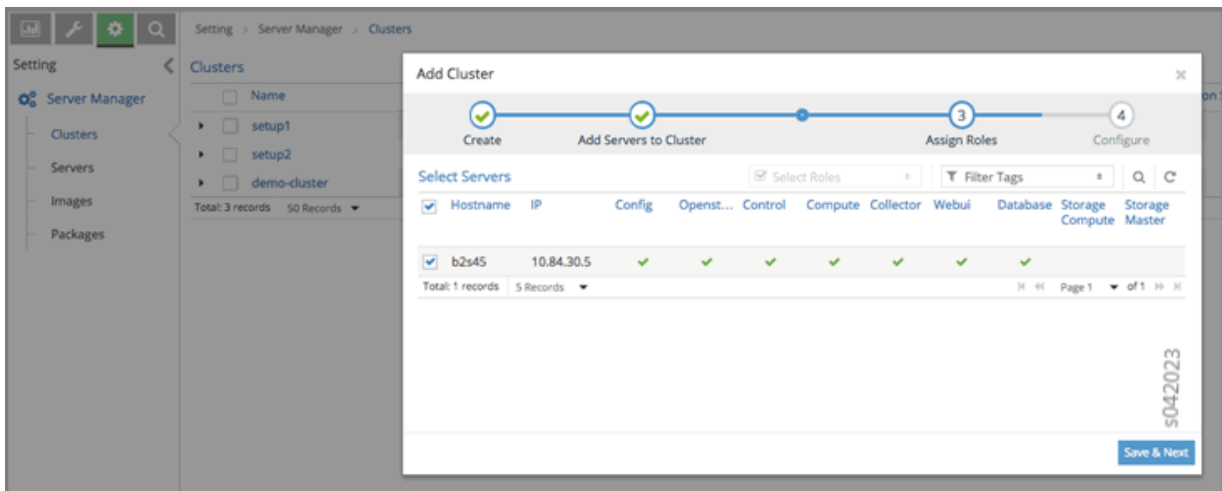 Setting > Server Manager > Clusters
Setting
Server Manager
Clusters
Servers
Images
Packages
Clusters
Name
setup1
setup2
demo-cluster
Total: 3 records 50 Records
on S
Add Cluster
Create
Add Servers to Cluster
3
Assign Roles
4
Configure
Select Servers
Select Roles
Filter Tags
Hostname IP Config Openst... Control Compute Collector Webui Database Storage Compute Storage Master
b2s45 10.84.30.5
Total: 1 records 5 Records Page 1 of 1
s042023
Save & Next